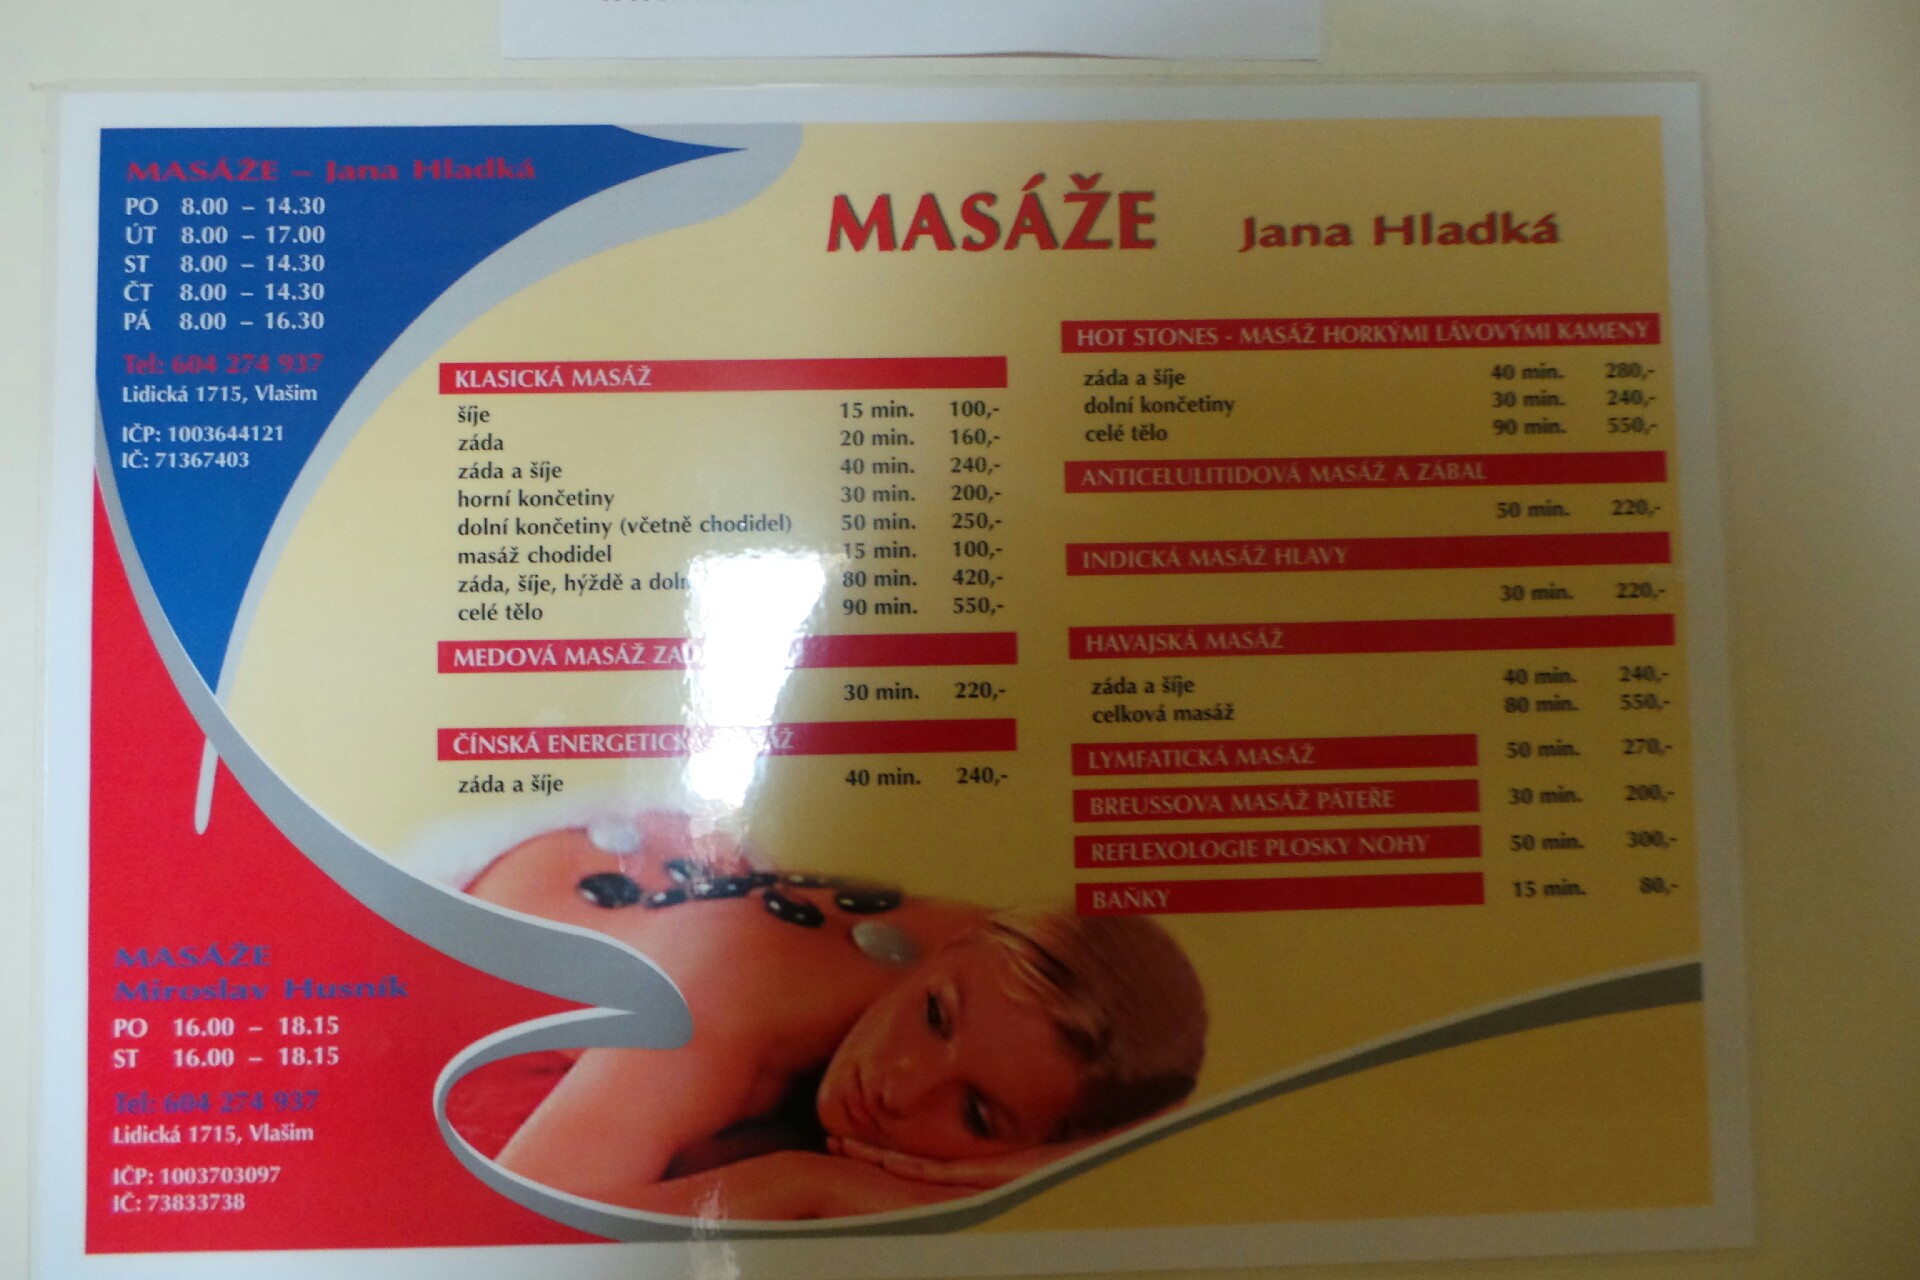 MASÁŽE – Jana Hladká
PO 8.00 – 14.30
ÚT 8.00 – 17.00
ST 8.00 – 14.30
ČT 8.00 – 14.30
PÁ 8.00 – 16.30
Tel: 604 274 937
Lidická 1715, Vlašim
IČP: 1003644121
IČ: 71367403
MASÁŽE Jana Hladká
KLASICKÁ MASÁŽ
šíje 15 min. 100,-
záda 20 min. 160,-
záda a šíje 40 min. 240,-
horní končetiny 30 min. 200,-
dolní končetiny (včetně chodidel) 50 min. 250,-
masáž chodidel 15 min. 100,-
záda, šíje, hýždě a 80 min. 420,-
celé tělo 90 min. 550,-
MEDOVÁ MASÁŽ
30 min. 220,-
ČÍNSKÁ ENERGETICKÁ MASÁŽ
záda a šíje 40 min. 240,-
HOT STONES - MASÁŽ HORKÝMI LÁVOVÝMI KAMENY
záda a šíje 40 min. 280,-
dolní končetiny 30 min. 240,-
celé tělo 90 min. 550,-
ANTICELULITIDOVÁ MASÁŽ A ZÁBAL
50 min. 220,-
INDICKÁ MASÁŽ HLAVY
30 min. 220,-
HAVAJSKÁ MASÁŽ
záda a šíje 40 min. 240,-
celková masáž 80 min. 550,-
LYMFATICKÁ MASÁŽ 50 min. 270,-
BREUSSOVA MASÁŽ PÁTEŘE 30 min. 200,-
REFLEXOLOGIE PLOSKY NOHY 50 min. 300,-
BAŇKY 15 min. 80,-
MASÁŽE
Miroslav Husník
PO 16.00 – 18.15
ST 16.00 – 18.15
Tel: 604 274 937
Lidická 1715, Vlašim
IČP: 1003703097
IČ: 73833738